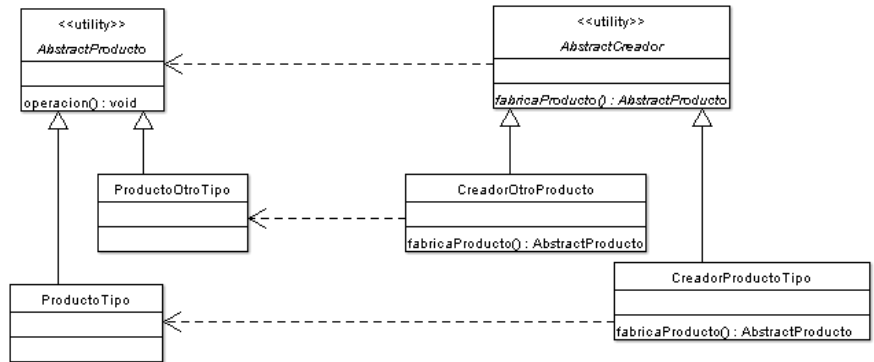 <<utility>>
AbstractProducto
operacion() : void
<<utility>>
AbstractCreador
fabricaProducto() : AbstractProducto
ProductoOtroTipo
CreadorOtroProducto
fabricaProducto() : AbstractProducto
CreadorProductoTipo
fabricaProducto() : AbstractProducto
ProductoTipo